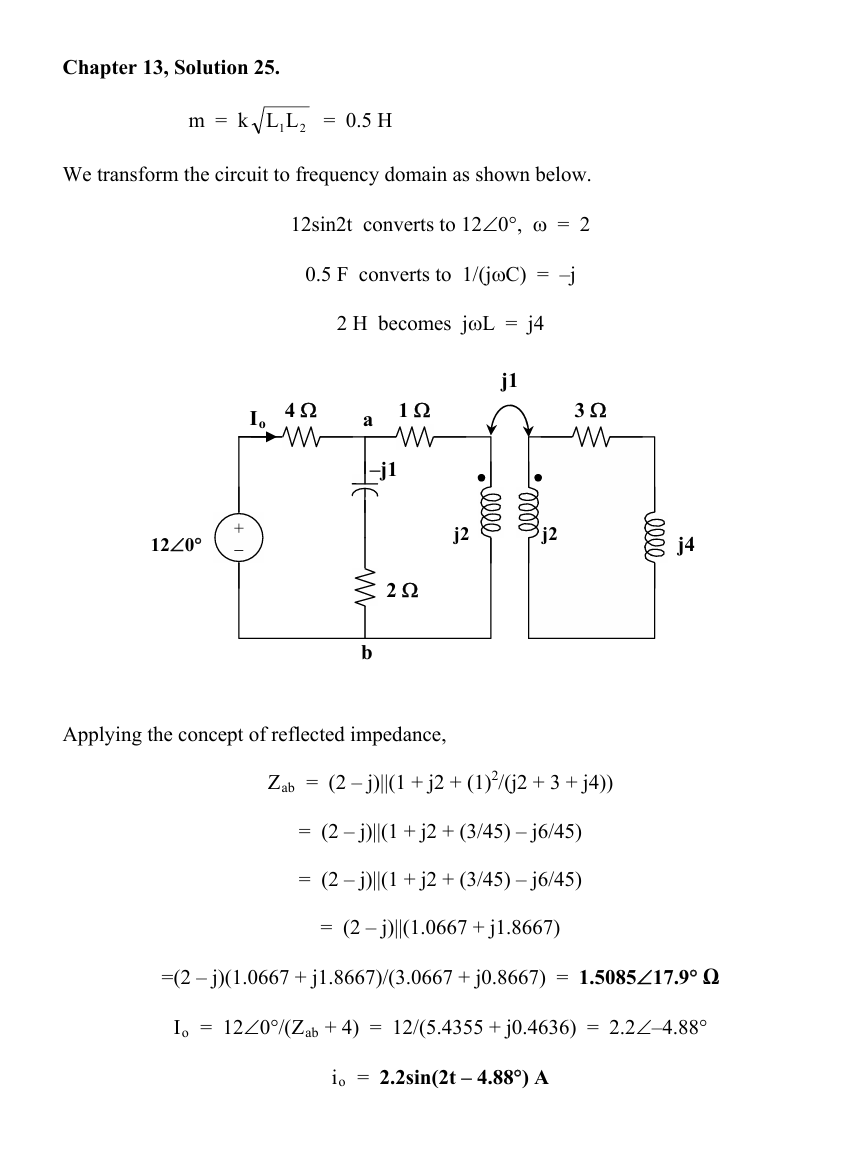 Chapter 13, Solution 25.
m = k√L₁L₂ = 0.5 H
We transform the circuit to frequency domain as shown below.
12sin2t converts to 12∠0°, ω = 2
0.5 F converts to 1/(jωC) = –j
2 H becomes jωL = j4
j1
Iₒ
4 Ω
a
1 Ω
3 Ω
–j1
j2
j2
j4
12∠0°
+
–
2 Ω
b
Applying the concept of reflected impedance,
Zab = (2 – j)||(1 + j2 + (1)²/(j2 + 3 + j4))
= (2 – j)||(1 + j2 + (3/45) – j6/45)
= (2 – j)||(1 + j2 + (3/45) – j6/45)
= (2 – j)||(1.0667 + j1.8667)
=(2 – j)(1.0667 + j1.8667)/(3.0667 + j0.8667) = 1.5085∠17.9° Ω
Iₒ = 12∠0°/(Zab + 4) = 12/(5.4355 + j0.4636) = 2.2∠–4.88°
iₒ = 2.2sin(2t – 4.88°) A